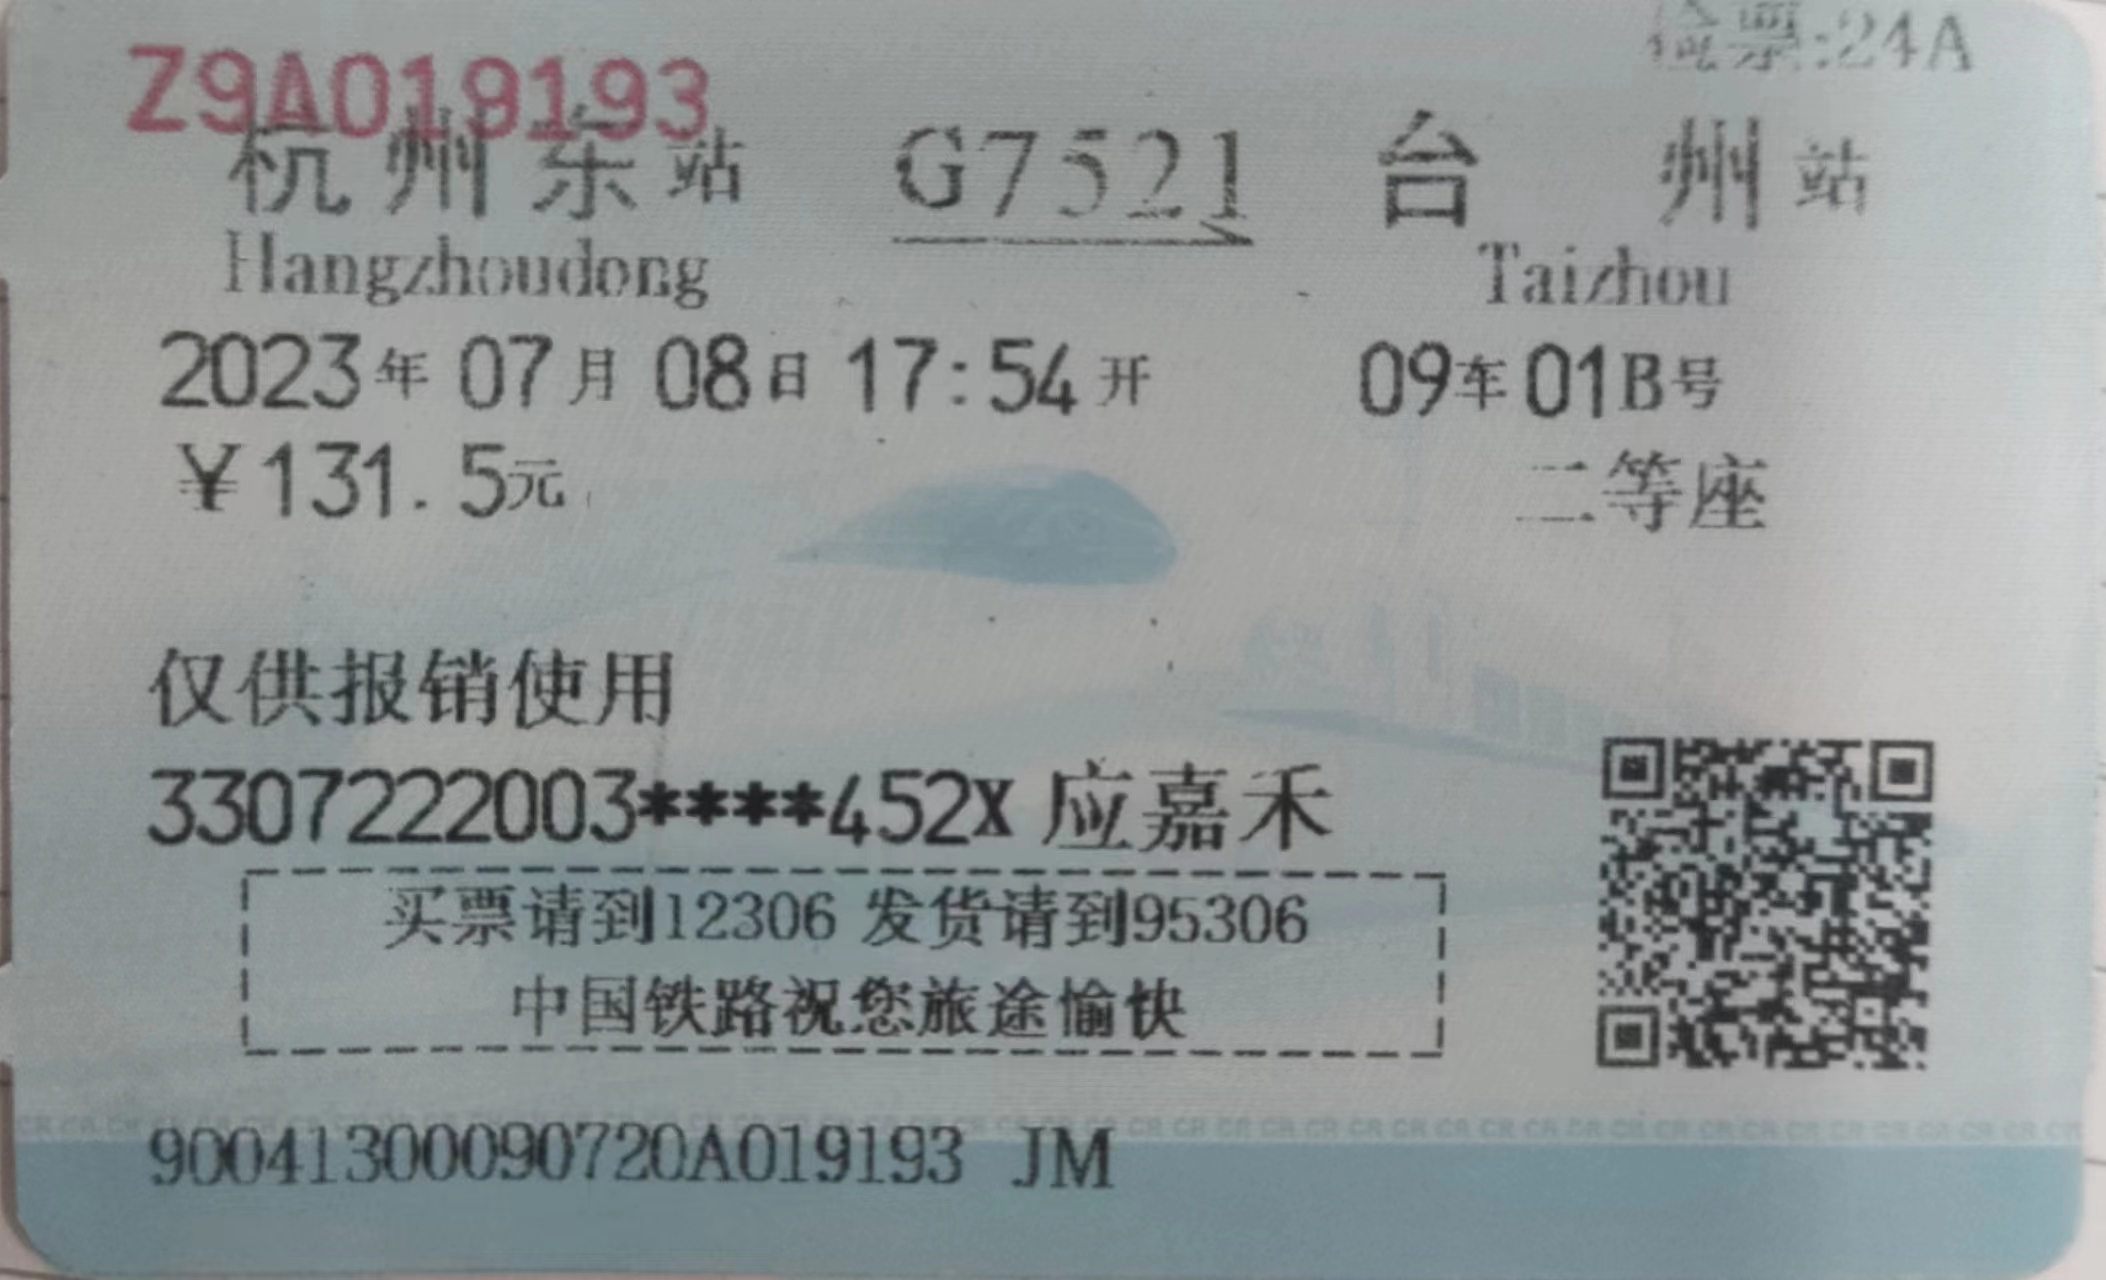 Z9A019193
检票:24A
杭州东站 G7521 台州站
Hangzhoudong Taizhou
2023年07月08日17:54开 09车01B号
¥131.5元 二等座
仅供报销使用
3307222003****452X 应嘉禾
买票请到12306 发货请到95306
中国铁路祝您旅途愉快
90041300090720A019193 JM